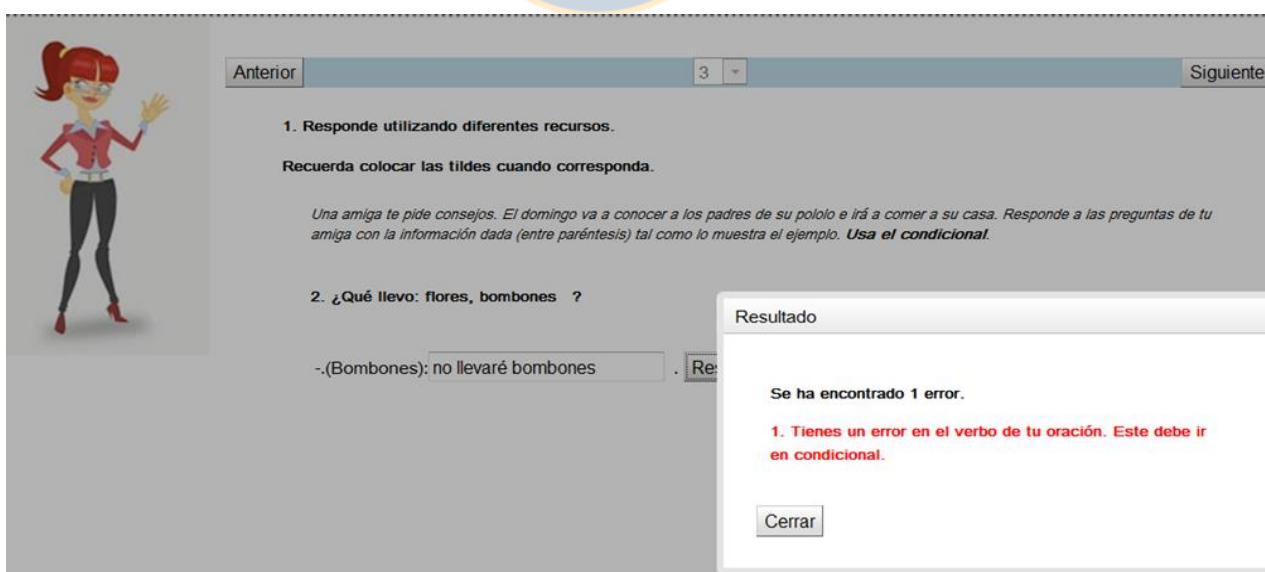 Anterior 3 Siguiente
1. Responde utilizando diferentes recursos.
Recuerda colocar las tildes cuando corresponda.
Una amiga te pide consejos. El domingo va a conocer a los padres de su pololo e irá a comer a su casa. Responde a las preguntas de tu
amiga con la información dada (entre paréntesis) tal como lo muestra el ejemplo. Usa el condicional.
2. ¿Qué llevo: flores, bombones ?
-.(Bombones): no llevaré bombones . Re
Resultado
Se ha encontrado 1 error.
1. Tienes un error en el verbo de tu oración. Este debe ir
en condicional.
Cerrar